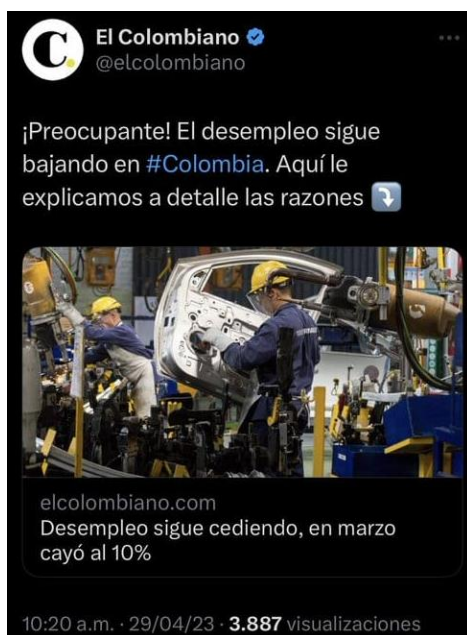 El Colombiano
@elcolombiano
¡Preocupante! El desempleo sigue
bajando en #Colombia. Aquí le
explicamos a detalle las razones ⤵️
elcolombiano.com
Desempleo sigue cediendo, en marzo
cayó al 10%
10:20 a.m. · 29/04/23 · 3.887 visualizaciones